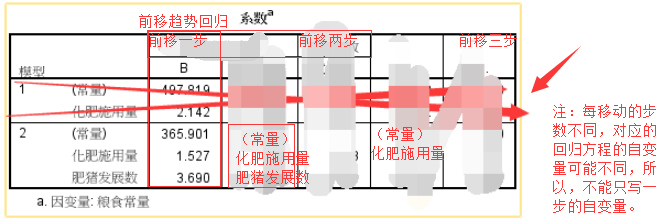 系数a
前移趋势回归
前移一步
前移两步
数
前移三步
模型
B
1
(常量)
497.819
化肥施用量
2.142
2
(常量)
365.901
化肥施用量
1.527
肥猪发展数
3.690
（常量）
化肥施用量
肥猪发展数
（常量）
化肥施用量
3
a. 因变量: 粮食常量
注：每移动的步
数不同，对应的
回归方程的自变
量可能不同，所
以，不能只写一
步的自变量。